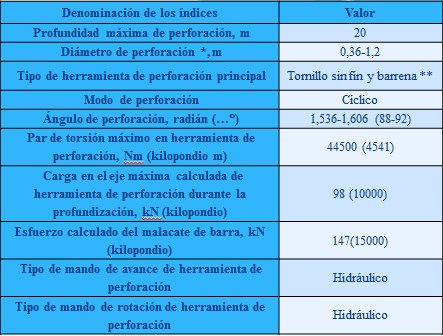 Denominación de los índices Valor
Profundidad máxima de perforación, m 20
Diámetro de perforación *, m 0,36-1,2
Tipo de herramienta de perforación principal Tornillo sin fin y barrena **
Modo de perforación Cíclico
Ángulo de perforación, radián (...º) 1,536-1,606 (88-92)
Par de torsión máximo en herramienta de
perforación, Nm (kilopondio m)
44500 (4541)
Carga en el eje máxima calculada de
herramienta de perforación durante la
profundización, kN (kilopondio)
98 (10000)
Esfuerzo calculado del malacate de barra, kN
(kilopondio)
147(15000)
Tipo de mando de avance de herramienta de
perforación
Hidráulico
Tipo de mando de rotación de herramienta de
perforación
Hidráulico